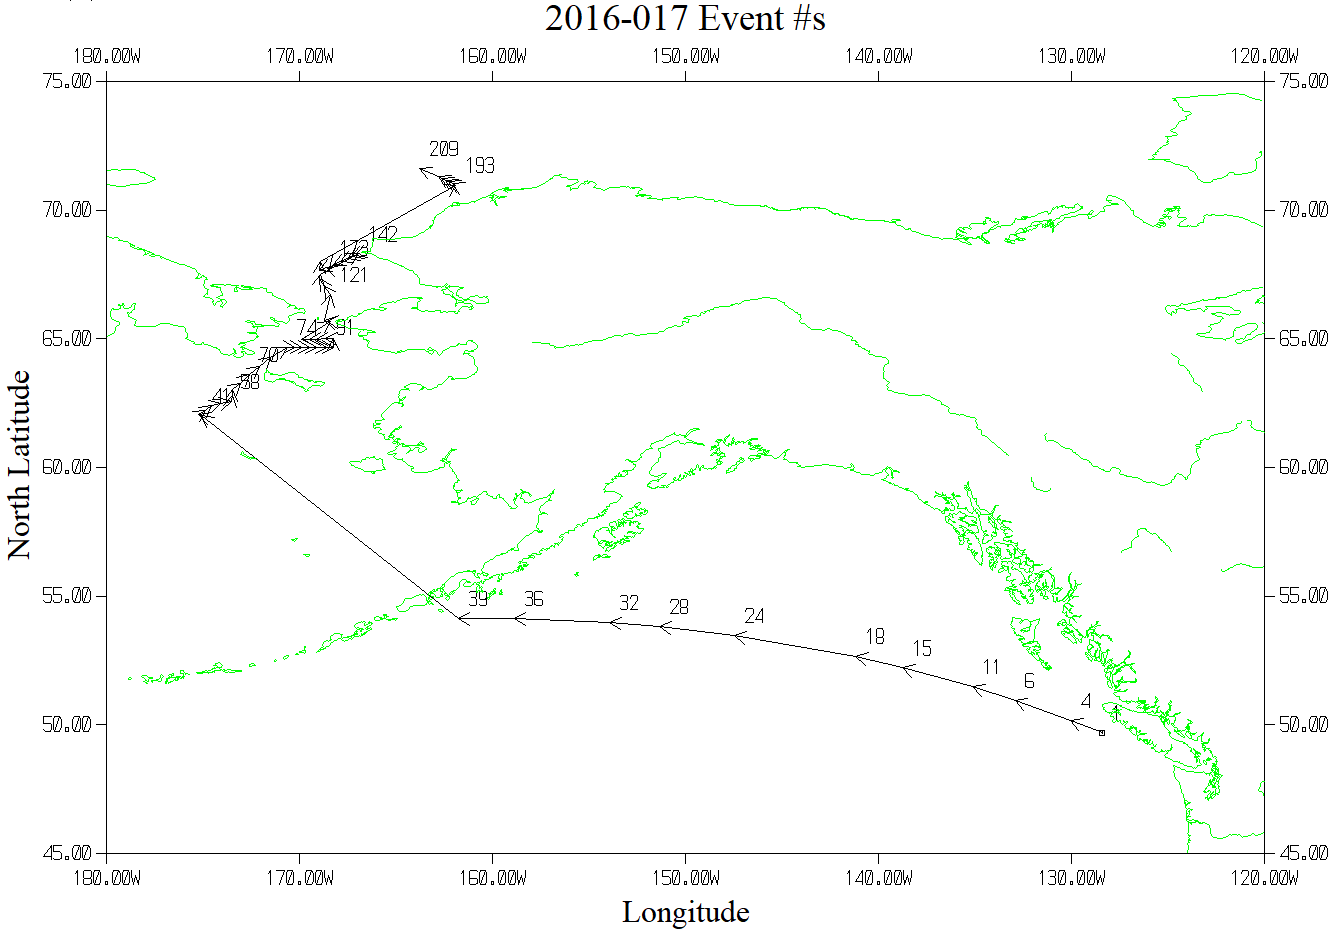 2016-017 Event #s
180.00W 170.00W 160.00W 150.00W 140.00W 130.00W 120.00W
75.00 75.00
209
193
70.00 70.00
142
173
121
74 91
65.00 65.00
70
58
41
60.00 60.00
North Latitude
55.00 55.00
39 36 32 28 24
18 15 11 6 4 1
50.00 50.00
45.00 45.00
180.00W 170.00W 160.00W 150.00W 140.00W 130.00W 120.00W
Longitude